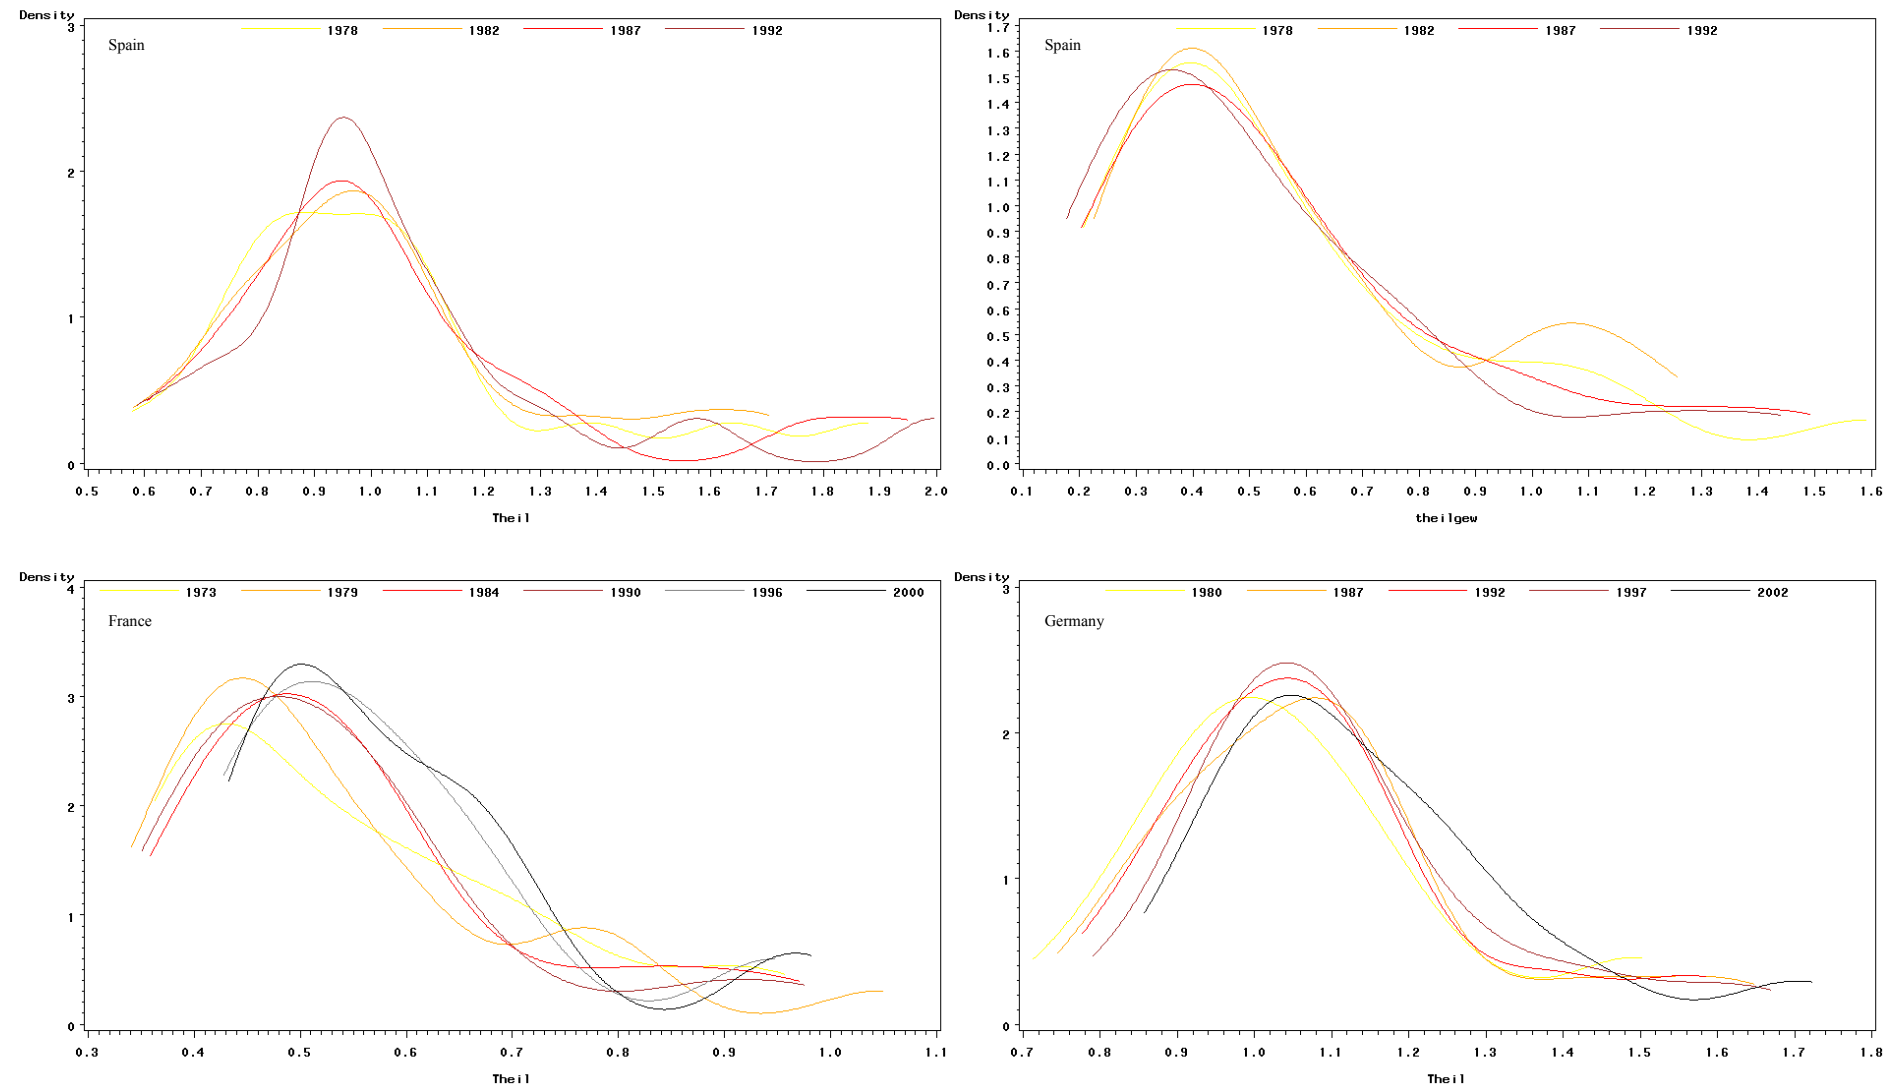 Density
3
1978 1982 1987 1992
Spain
2
1
0
0.5 0.6 0.7 0.8 0.9 1.0 1.1 1.2 1.3 1.4 1.5 1.6 1.7 1.8 1.9 2.0
Theil
Density
1.7
1978 1982 1987 1992
Spain
1.6
1.5
1.4
1.3
1.2
1.1
1.0
0.9
0.8
0.7
0.6
0.5
0.4
0.3
0.2
0.1
0.0
0.1 0.2 0.3 0.4 0.5 0.6 0.7 0.8 0.9 1.0 1.1 1.2 1.3 1.4 1.5 1.6
theilgew
Density
4
1973 1979 1984 1990 1996 2000
France
3
2
1
0
0.3 0.4 0.5 0.6 0.7 0.8 0.9 1.0 1.1
Theil
Density
3
1980 1987 1992 1997 2002
Germany
2
1
0
0.7 0.8 0.9 1.0 1.1 1.2 1.3 1.4 1.5 1.6 1.7 1.8
Theil